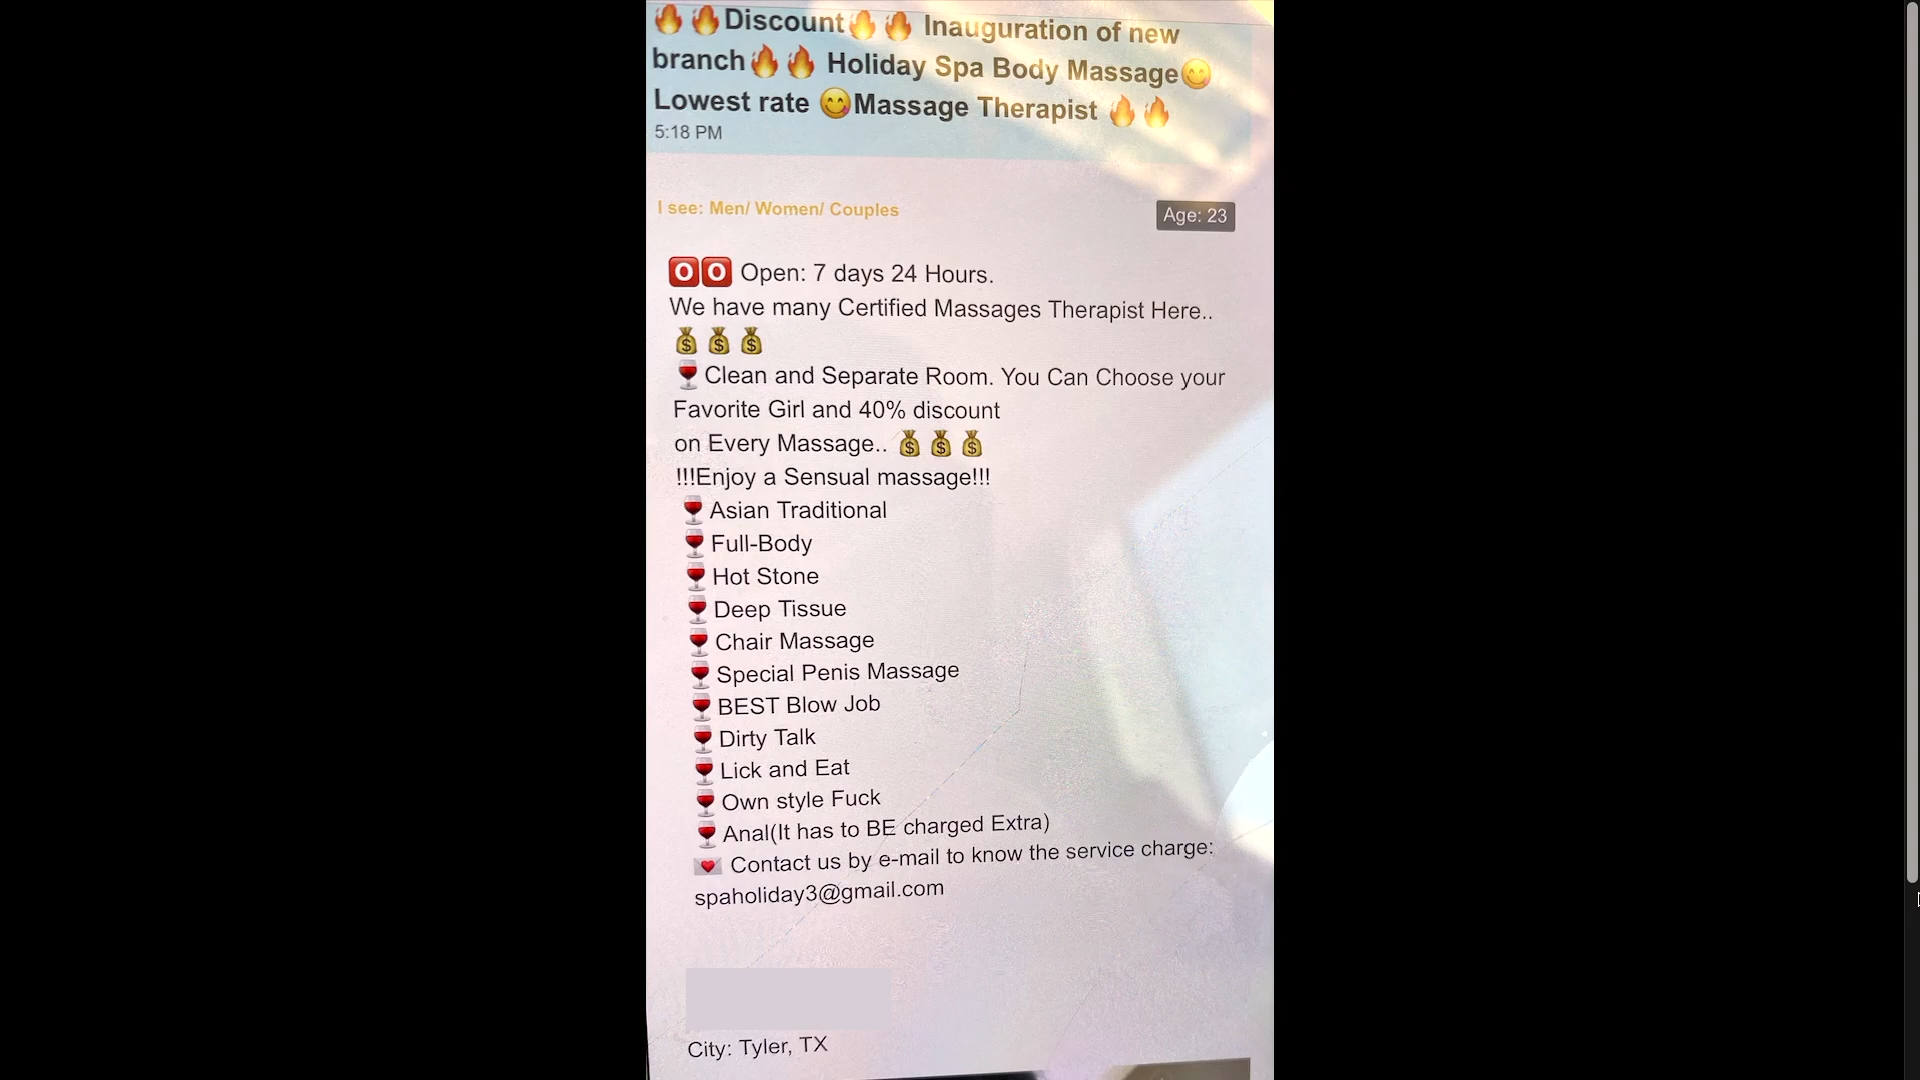 🔥🔥Discount🔥🔥 Inauguration of new
branch🔥🔥 Holiday Spa Body Massage😋
Lowest rate 😋Massage Therapist 🔥🔥
5:18 PM
I see: Men/ Women/ Couples
Age: 23
🅾🅾 Open: 7 days 24 Hours.
We have many Certified Massages Therapist Here..
💰💰💰
🍷Clean and Separate Room. You Can Choose your
Favorite Girl and 40% discount
on Every Massage.. 💰💰💰
!!!Enjoy a Sensual massage!!!
🍷Asian Traditional
🍷Full-Body
🍷Hot Stone
🍷Deep Tissue
🍷Chair Massage
🍷Special Penis Massage
🍷BEST Blow Job
🍷Dirty Talk
🍷Lick and Eat
🍷Own style Fuck
🍷Anal(It has to BE charged Extra)
💌 Contact us by e-mail to know the service charge:
spaholiday3@gmail.com
City: Tyler, TX